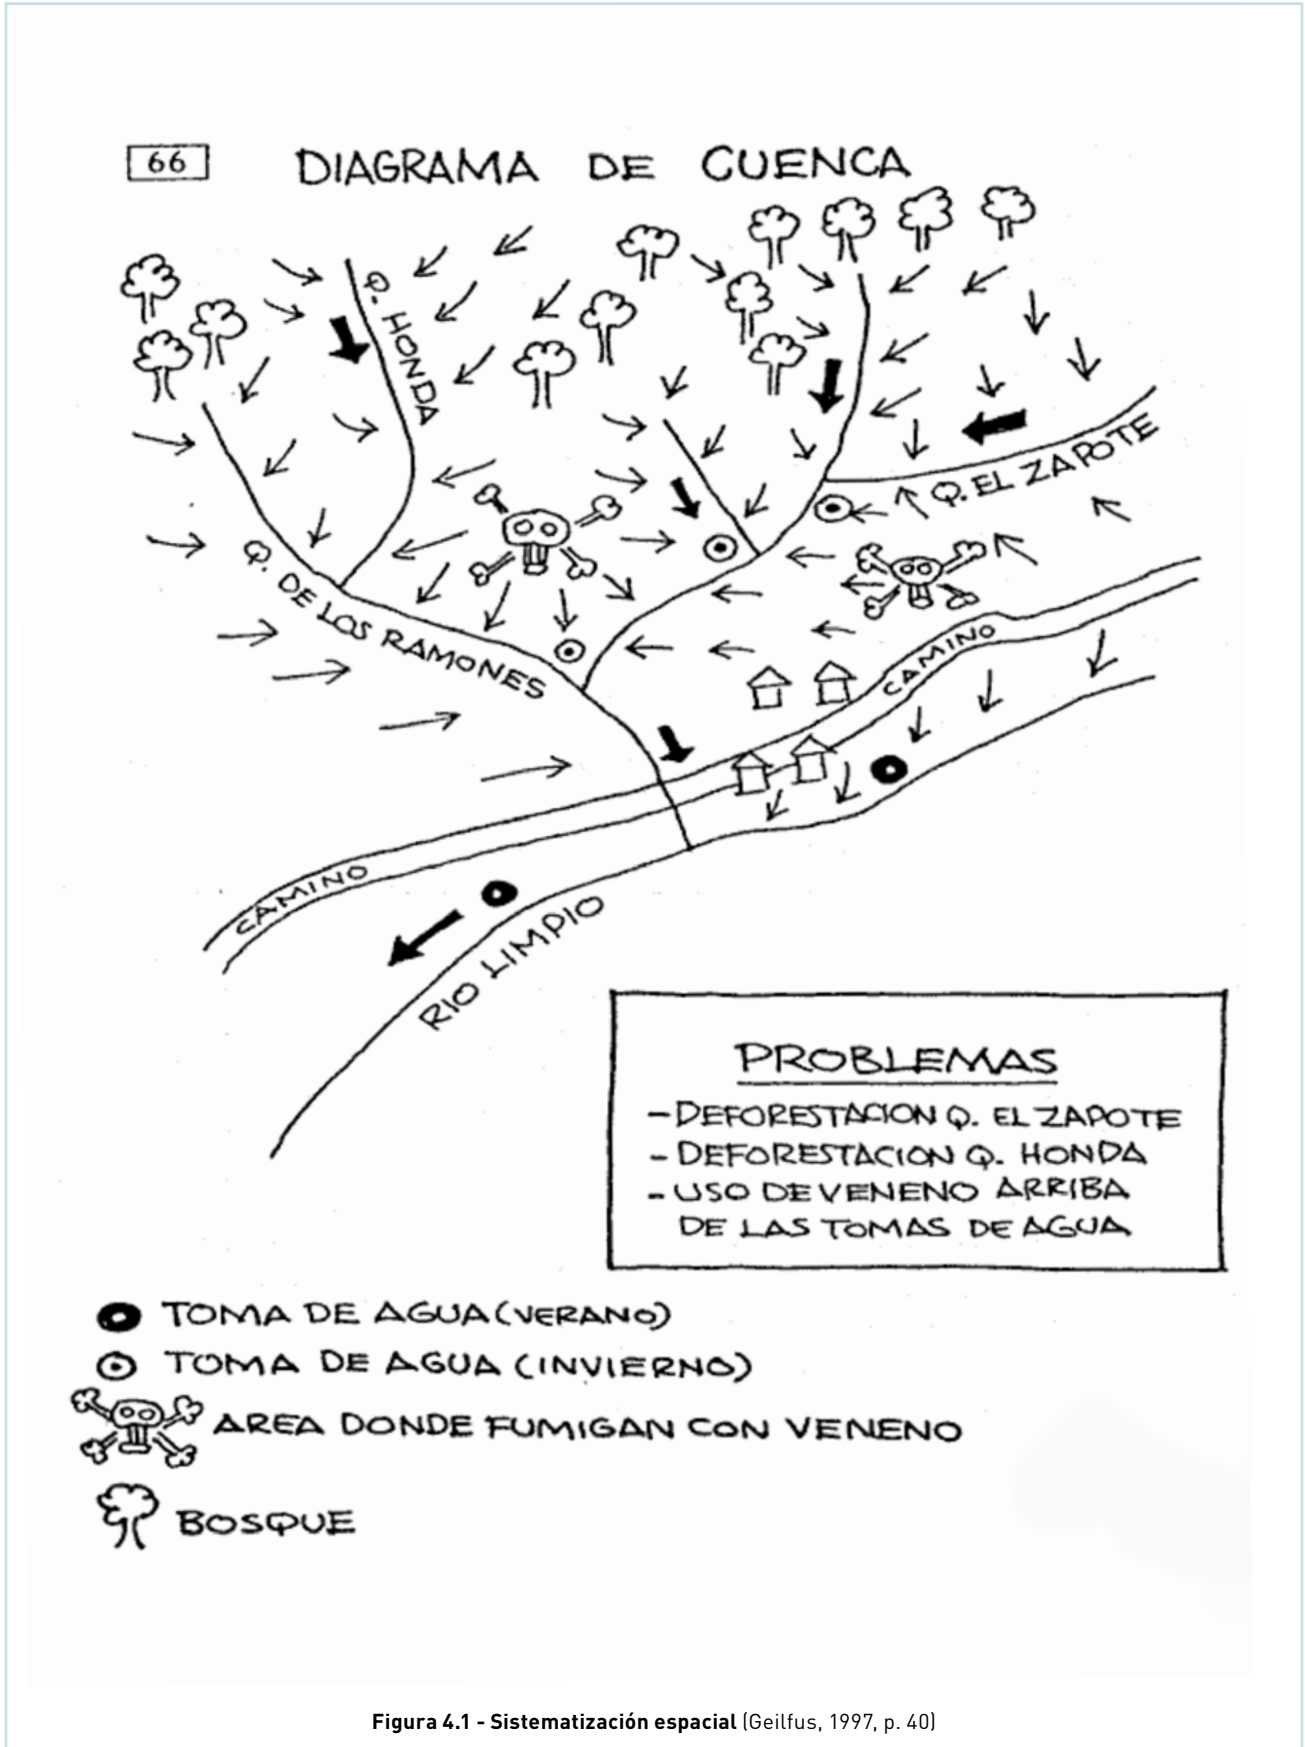 66
DIAGRAMA DE CUENCA
Q. HONDA
Q. EL ZAPOTE
Q. DE LOS RAMONES
CAMINO
CAMINO
RIO LIMPIO
PROBLEMAS
- DEFORESTACION Q. EL ZAPOTE
- DEFORESTACION Q. HONDA
- USO DE VENENO ARRIBA
DE LAS TOMAS DE AGUA
TOMA DE AGUA (VERANO)
TOMA DE AGUA (INVIERNO)
AREA DONDE FUMIGAN CON VENENO
BOSQUE
Figura 4.1 - Sistematización espacial (Geilfus, 1997, p. 40)